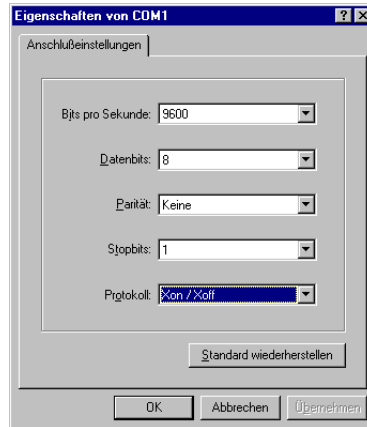 Eigenschaften von COM1
Anschlußeinstellungen
Bits pro Sekunde: 9600
Datenbits: 8
Parität: Keine
Stopbits: 1
Protokoll: Xon / Xoff
Standard wiederherstellen
OK Abbrechen Übernehmen